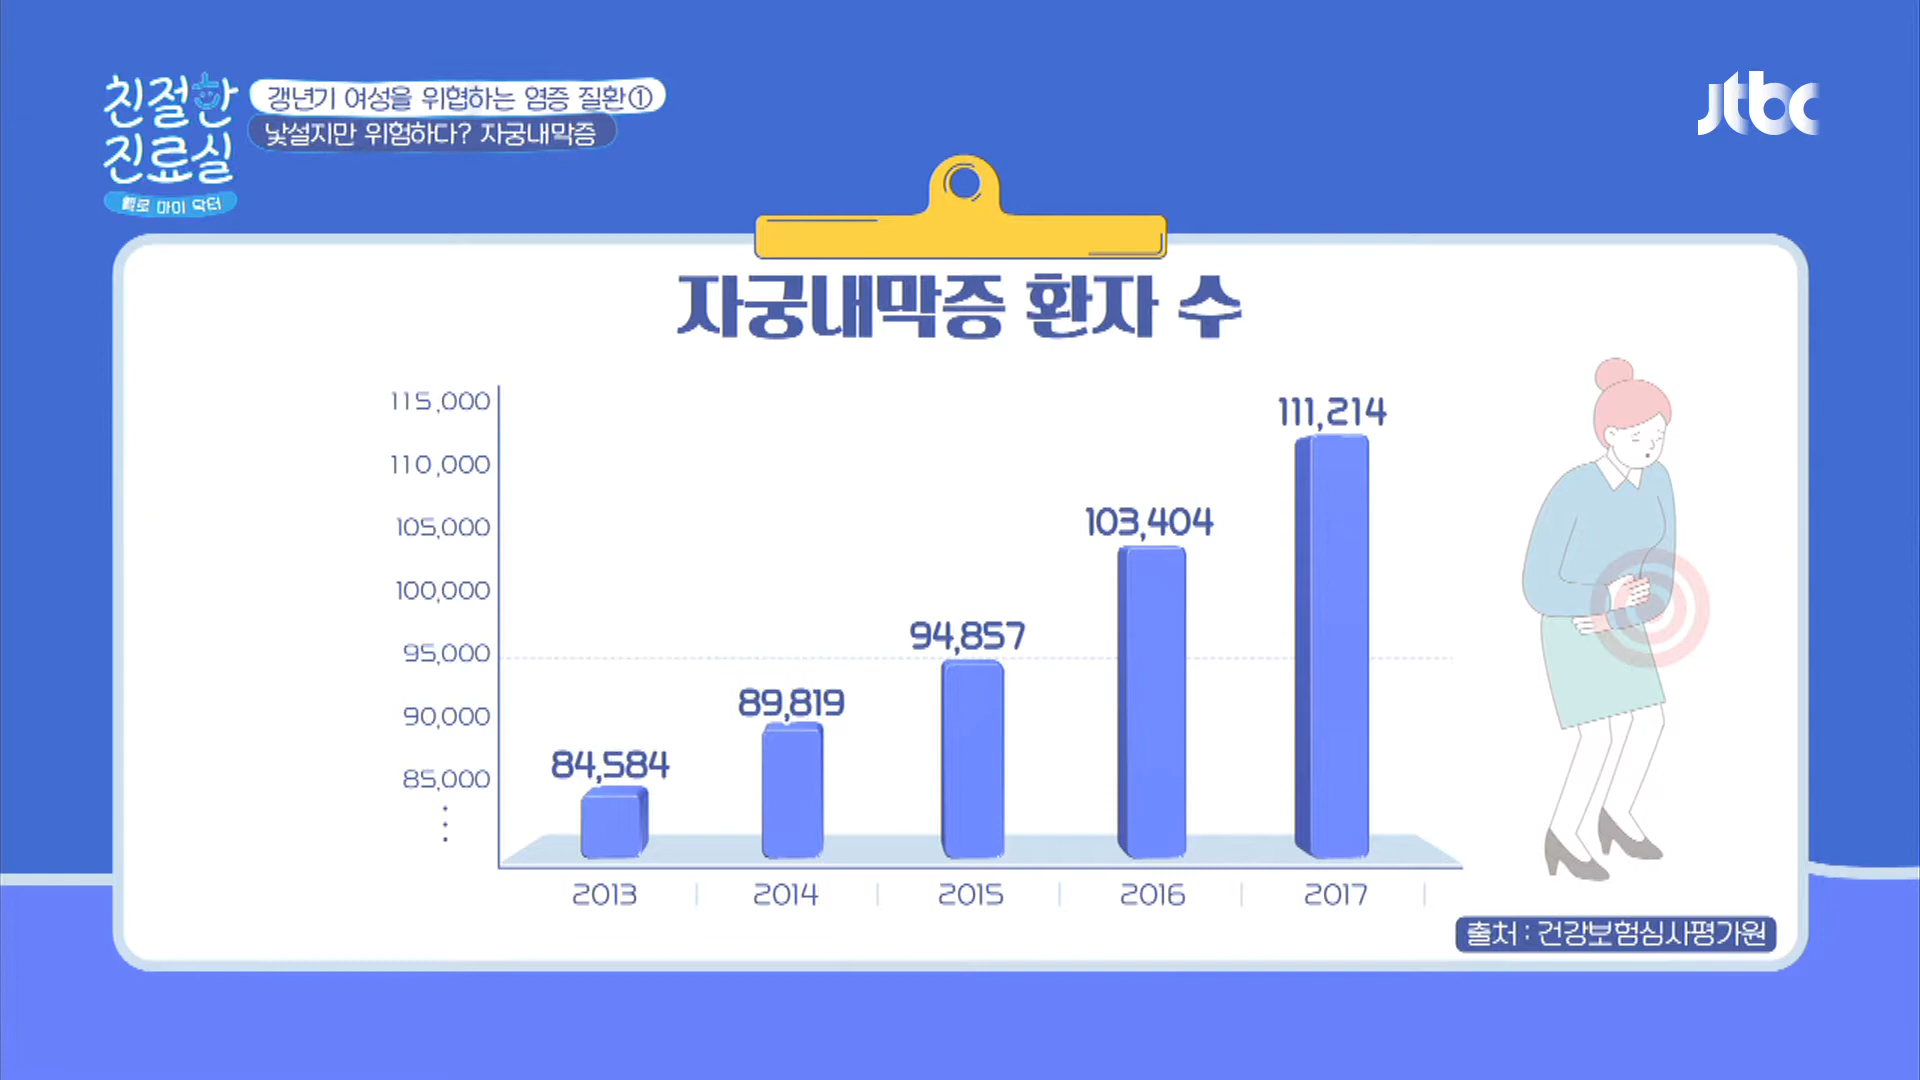 친절한
진료실
헬로 마이 닥터
갱년기 여성을 위협하는 염증 질환①
낯설지만 위험하다? 자궁내막증
jtbc
자궁내막증 환자 수
115,000
110,000
105,000
100,000
95,000
90,000
85,000
84,584
89,819
94,857
103,404
111,214
2013
2014
2015
2016
2017
출처 : 건강보험심사평가원